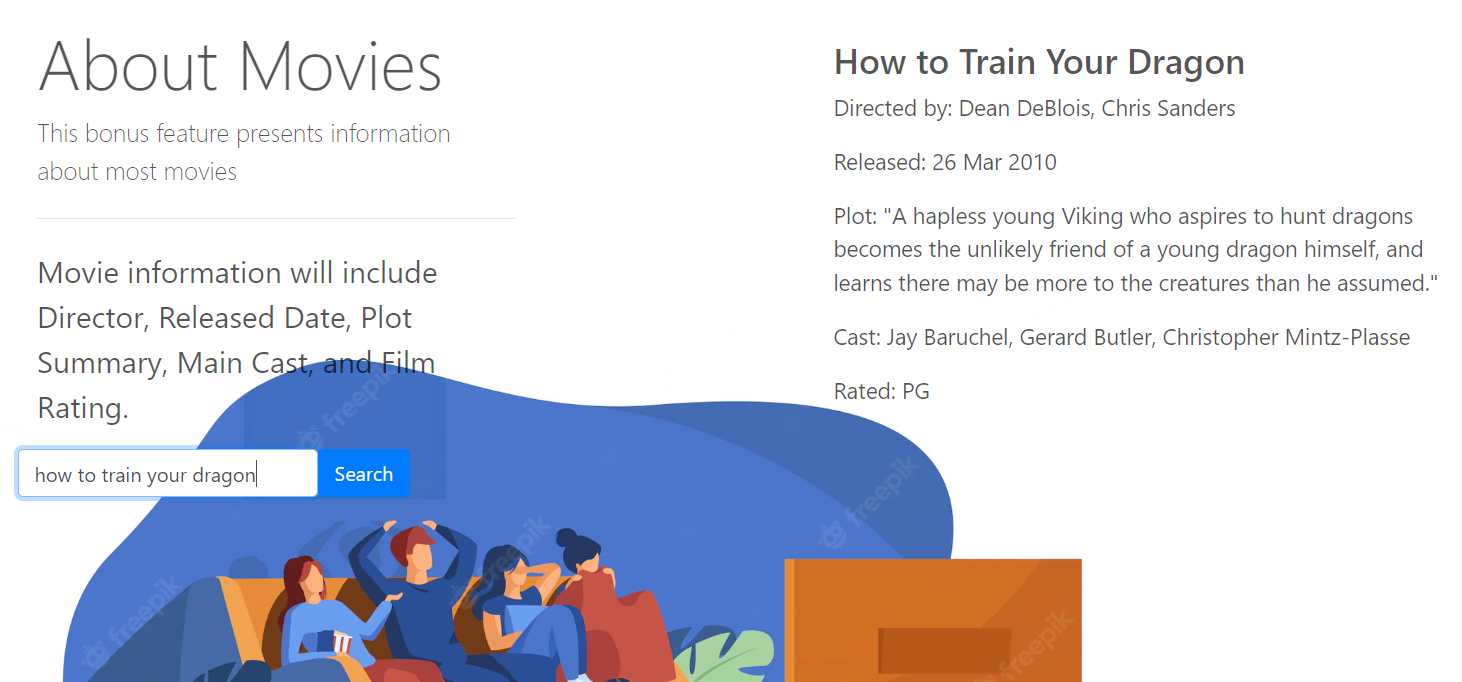 About Movies
This bonus feature presents information
about most movies
Movie information will include
Director, Released Date, Plot
Summary, Main Cast, and Film
Rating.
how to train your dragon
Search
How to Train Your Dragon
Directed by: Dean DeBlois, Chris Sanders
Released: 26 Mar 2010
Plot: "A hapless young Viking who aspires to hunt dragons
becomes the unlikely friend of a young dragon himself, and
learns there may be more to the creatures than he assumed."
Cast: Jay Baruchel, Gerard Butler, Christopher Mintz-Plasse
Rated: PG
freepik
freepik
freepik
freepik
freepik